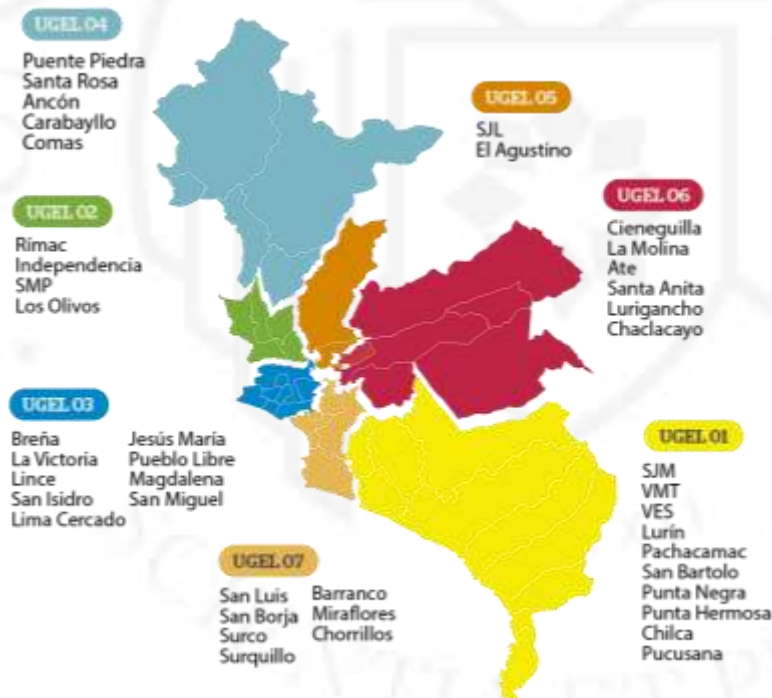 UGEL 04
Puente Piedra
Santa Rosa
Ancón
Carabayllo
Comas
UGEL 05
SJL
El Agustino
UGEL 06
Cieneguilla
La Molina
Ate
Santa Anita
Lurigancho
Chaclacayo
UGEL 02
Rímac
Independencia
SMP
Los Olivos
UGEL 03
Breña
La Victoria
Lince
San Isidro
Lima Cercado
Jesús María
Pueblo Libre
Magdalena
San Miguel
UGEL 01
SJM
VMT
VES
Lurín
Pachacamac
San Bartolo
Punta Negra
Punta Hermosa
Chilca
Pucusana
UGEL 07
San Luis
San Borja
Surco
Surquillo
Barranco
Miraflores
Chorrillos